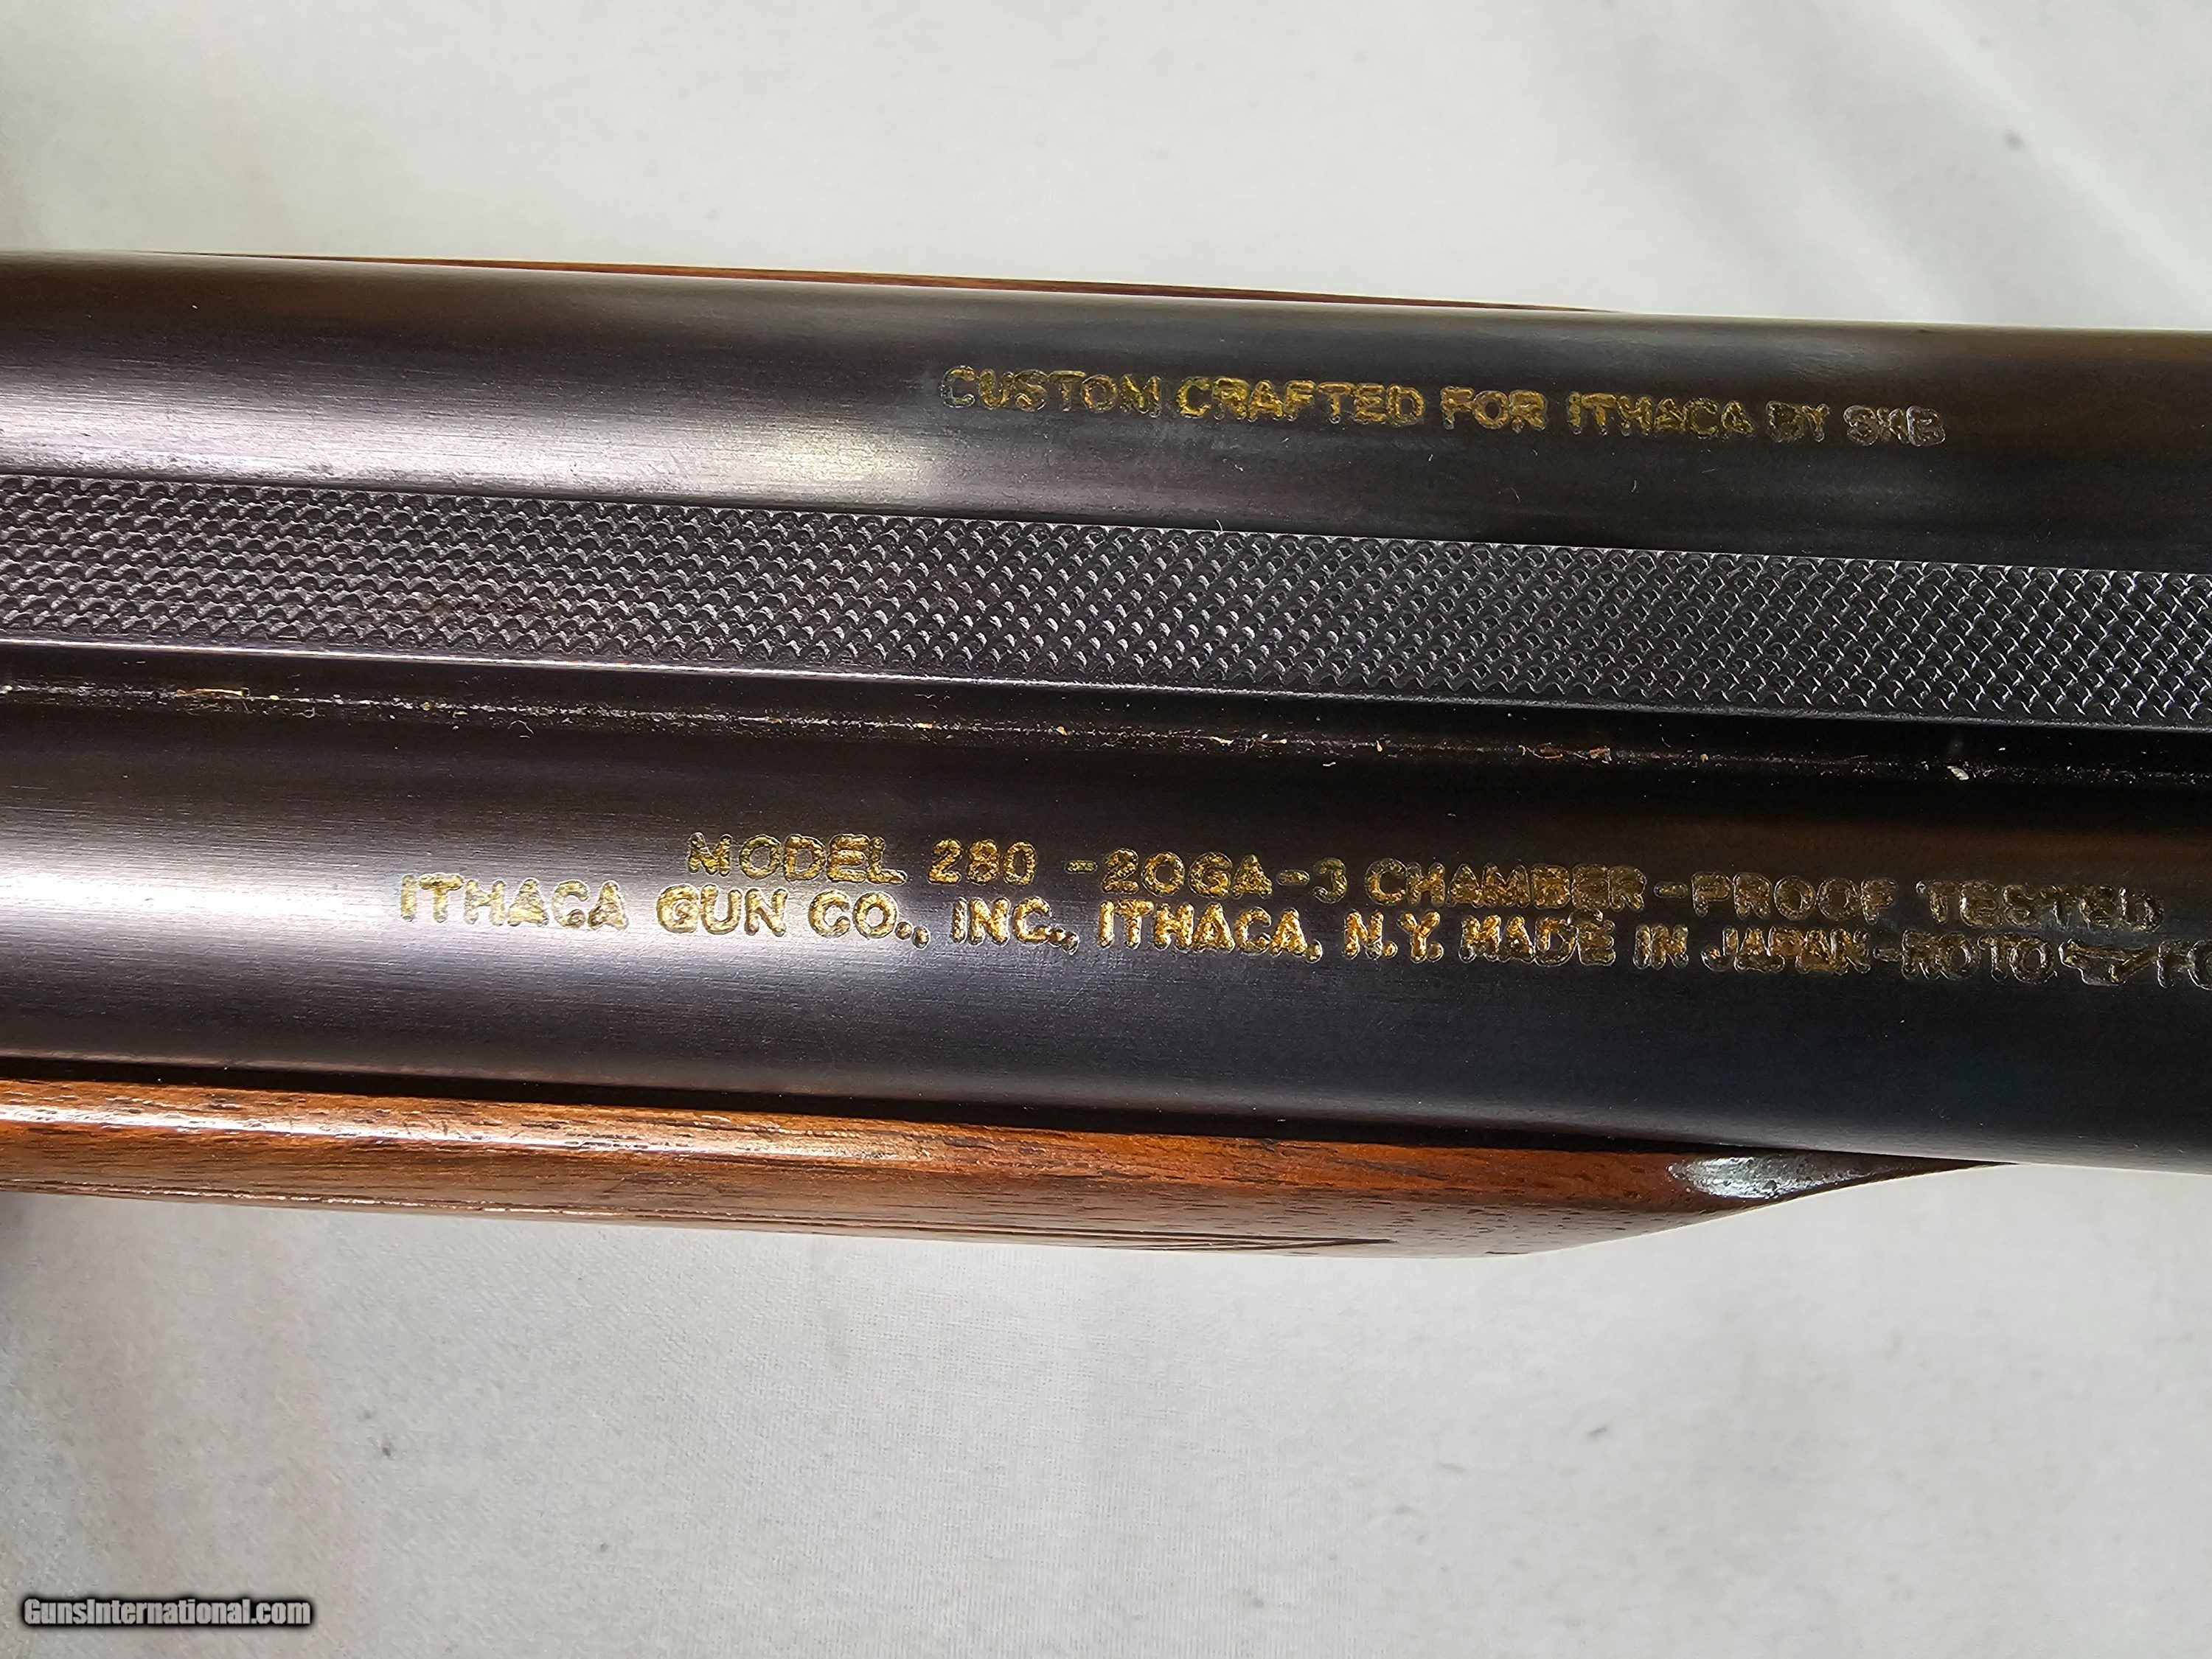 CUSTOM CRAFTED FOR ITHACA BY SKB
MODEL 280 -20GA-3 CHAMBER-PROOF TESTED
ITHACA GUN CO., INC., ITHACA, N.Y. MADE IN JAPAN-ROTO
GunsInternational.com